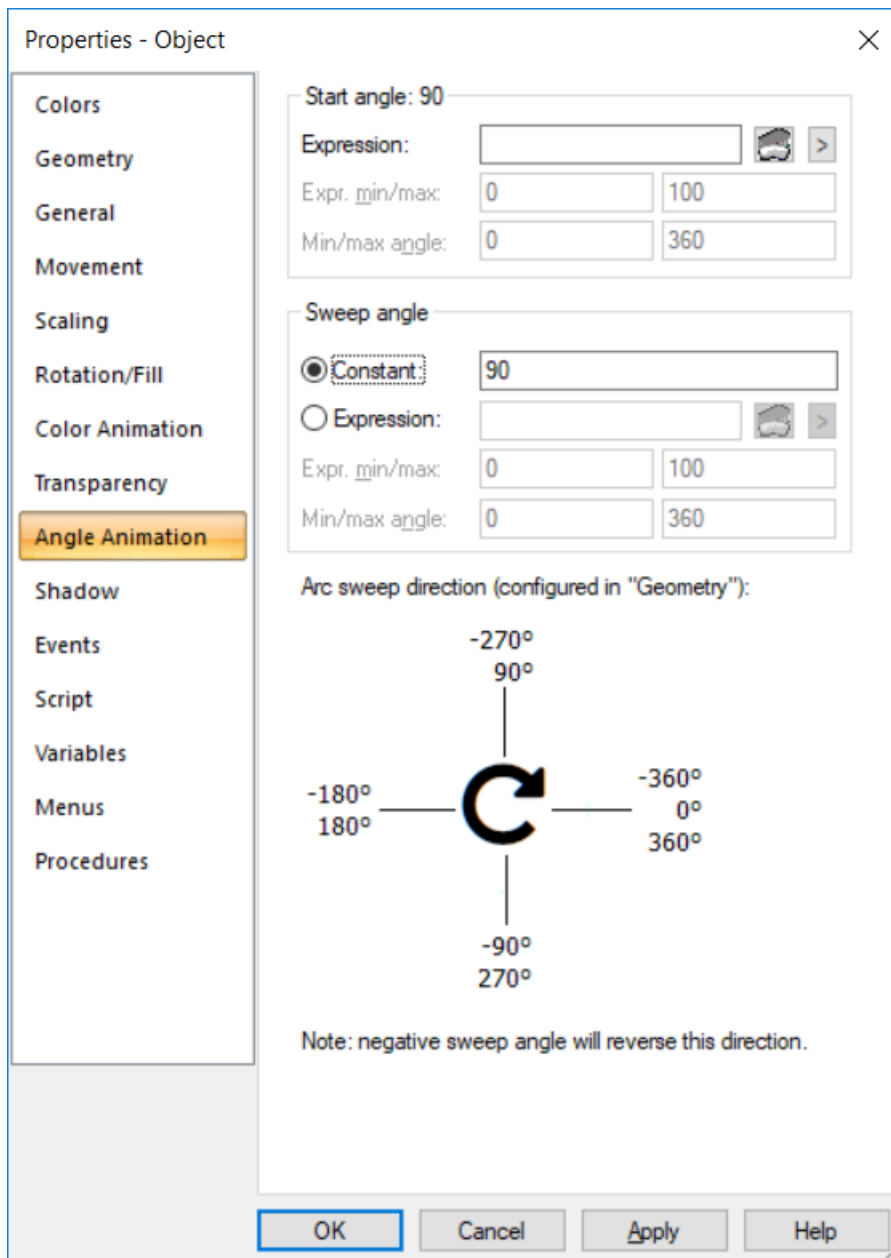 Properties - Object
Colors
Geometry
General
Movement
Scaling
Rotation/Fill
Color Animation
Transparency
Angle Animation
Shadow
Events
Script
Variables
Menus
Procedures
Start angle: 90
Expression: >
Expr. min/max: 0 100
Min/max angle: 0 360
Sweep angle
Constant: 90
Expression: >
Expr. min/max: 0 100
Min/max angle: 0 360
Arc sweep direction (configured in "Geometry"):
-270º
90º
-180º
180º
-360º
0º
360º
-90º
270º
Note: negative sweep angle will reverse this direction.
OK Cancel Apply Help